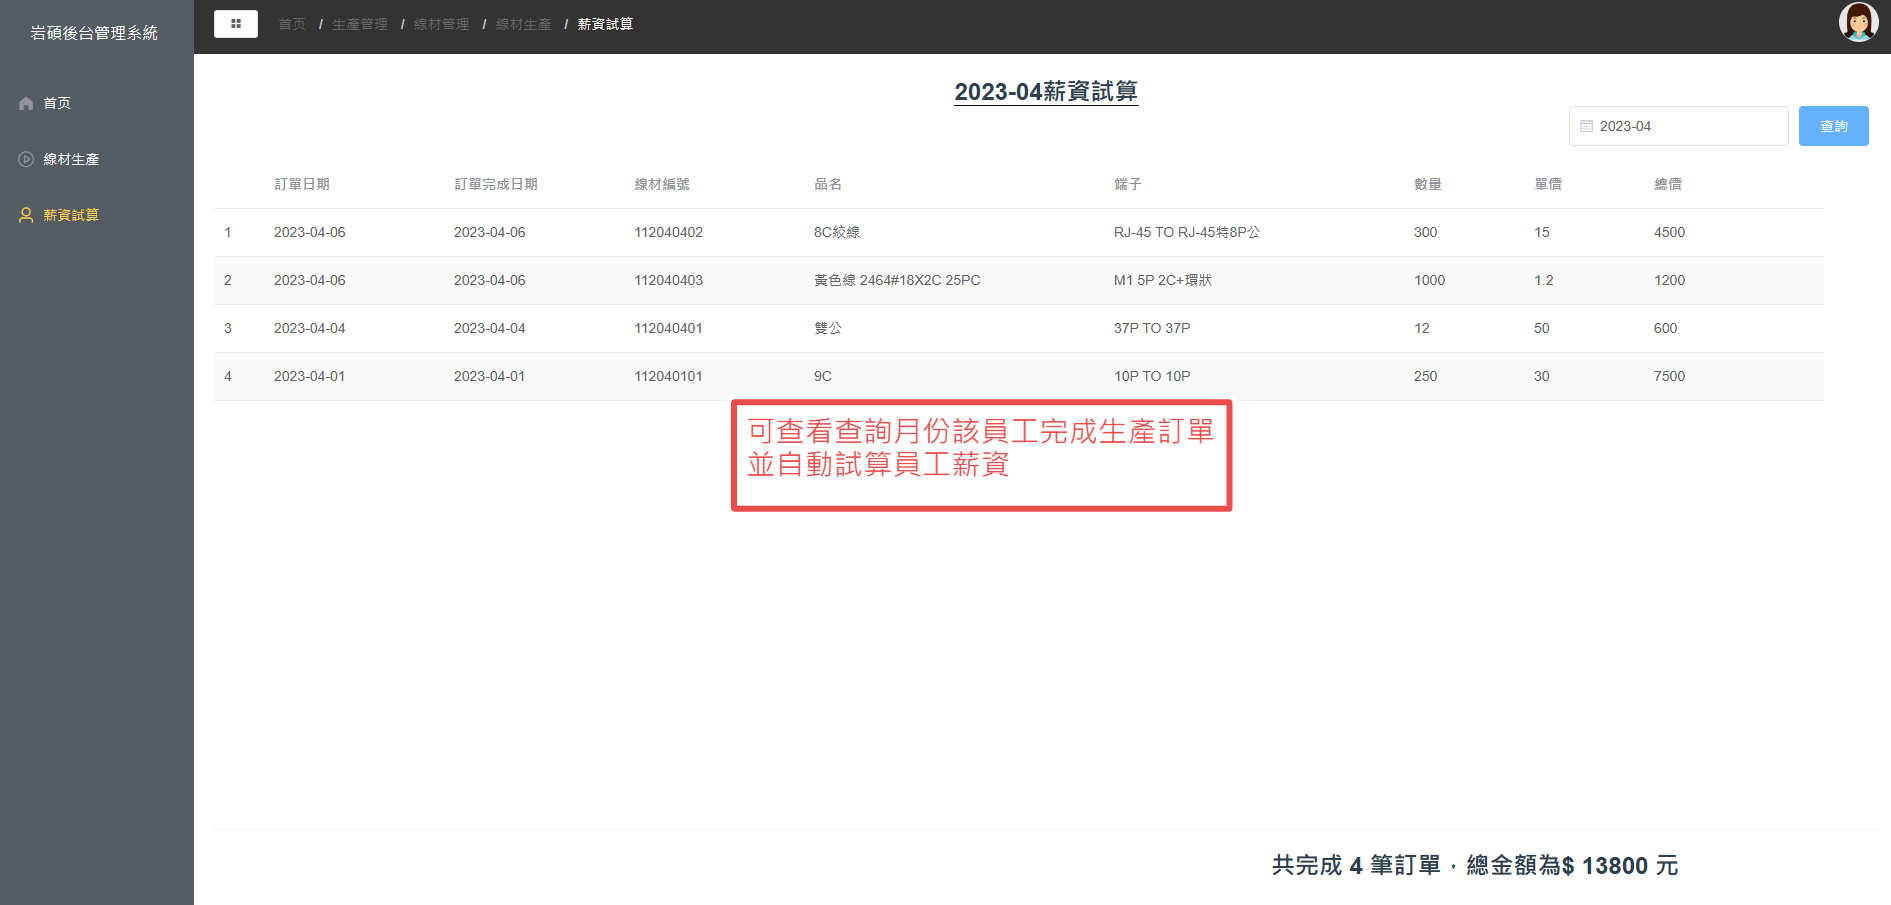 岩碩後台管理系統
首页 / 生產管理 / 線材管理 / 線材生產 / 薪資試算
首页
線材生產
薪資試算
2023-04薪資試算
2023-04 查詢
訂單日期 訂單完成日期 線材編號 品名 端子 數量 單價 總價
1 2023-04-06 2023-04-06 112040402 8C絞線 RJ-45 TO RJ-45特8P公 300 15 4500
2 2023-04-06 2023-04-06 112040403 黃色線 2464#18X2C 25PC M1 5P 2C+環狀 1000 1.2 1200
3 2023-04-04 2023-04-04 112040401 雙公 37P TO 37P 12 50 600
4 2023-04-01 2023-04-01 112040101 9C 10P TO 10P 250 30 7500
可查看查詢月份該員工完成生產訂單
並自動試算員工薪資
共完成 4 筆訂單，總金額為$ 13800 元